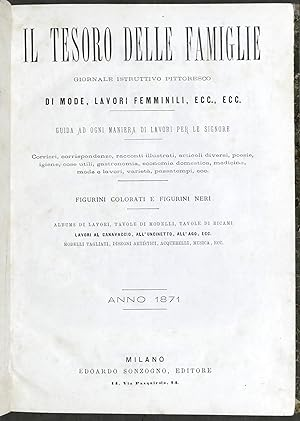 IL TESORO DELLE FAMIGLIE
GIORNALE ISTRUTTIVO PITTORESCO
DI MODE, LAVORI FEMMINILI, ECC., ECC.
GUIDA AD OGNI MANIERA DI LAVORI PER LE SIGNORE
Corrieri, corrispondenze, racconti illustrati, articoli diversi, poesie,
igiene, cose utili, gastronomia, economia domestica, medicina,
mode e lavori, varietà, passatempi, ecc.
FIGURINI COLORATI E FIGURINI NERI
ALBUMS DI LAVORI, TAVOLE DI MODELLI, TAVOLE DI RICAMI
LAVORI AL CANAVACCIO, ALL'UNCINETTO, ALL'AGO, ECC.
MODELLI TAGLIATI, DISEGNI ARTISTICI, ACQUERELLI, MUSICA, ECC.
ANNO 1871
MILANO
EDOARDO SONZOGNO, EDITORE
14, Via Pasquirolo, 14.